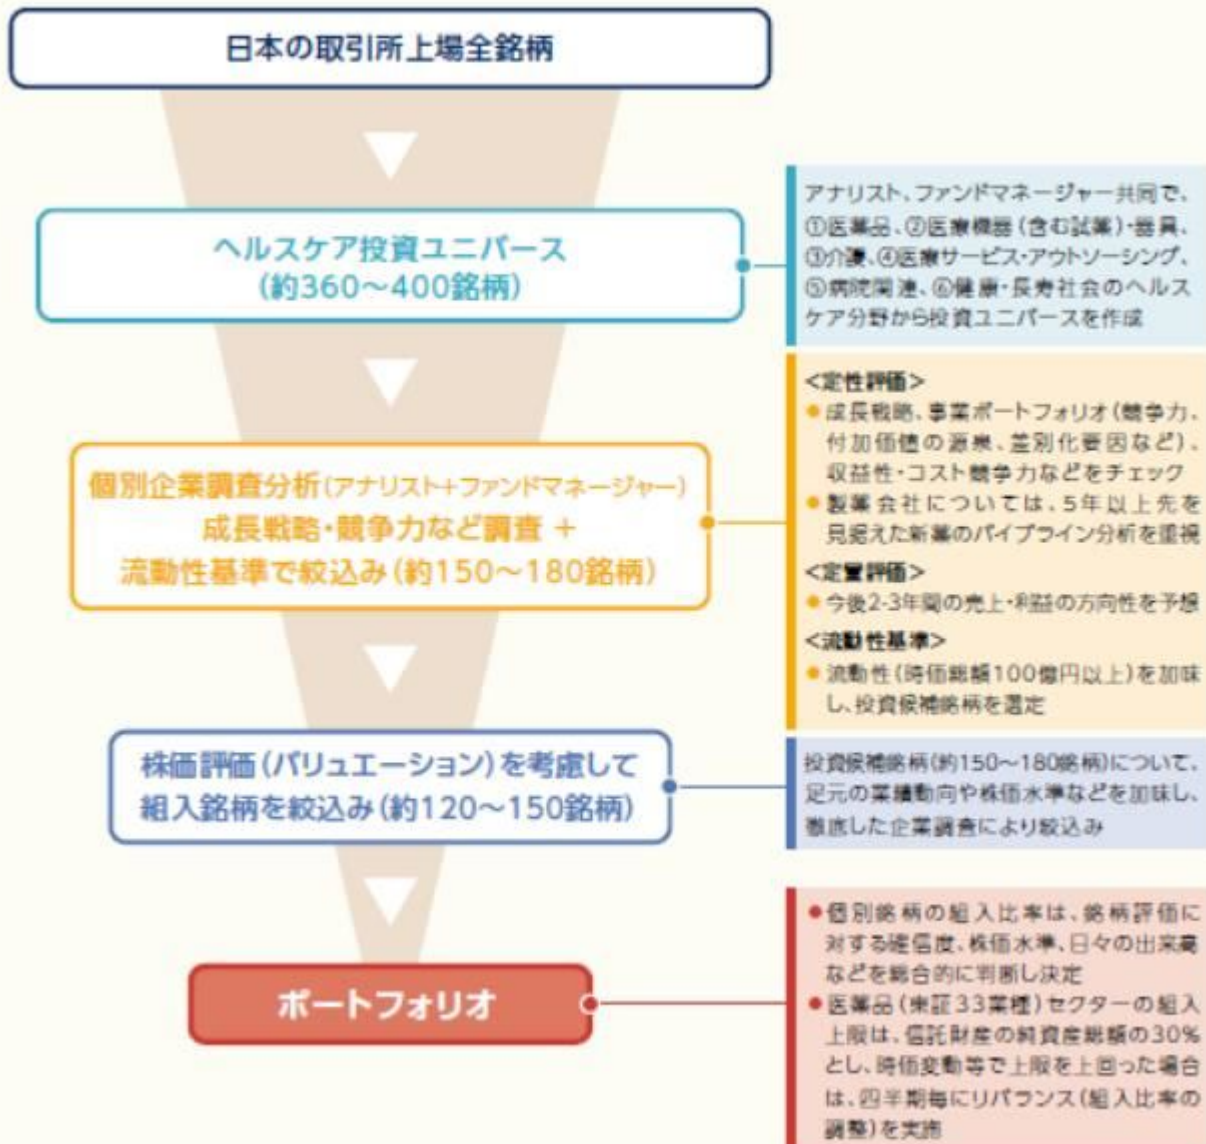 日本の取引所上場全銘柄
ヘルスケア投資ユニバース
(約360～400銘柄)
アナリスト、ファンドマネージャー共同で、
①医薬品、②医療機器(含む試薬)・器具、
③介護、④医療サービス・アウトソーシング、
⑤病院関連、⑥健康・長寿社会のヘルス
ケア分野から投資ユニバースを作成
個別企業調査分析(アナリスト+ファンドマネージャー)
成長戦略・競争力など調査 +
流動性基準で絞込み(約150～180銘柄)
<定性評価>
●成長戦略、事業ポートフォリオ(競争力、
付加価値の源泉、差別化要因など)、
収益性・コスト競争力などをチェック
●製薬会社については、5年以上先を
見据えた新薬のパイプライン分析を重視
<定量評価>
●今後2-3年間の売上・利益の方向性を予想
<流動性基準>
●流動性(時価総額100億円以上)を加味
し、投資候補銘柄を選定
株価評価(バリュエーション)を考慮して
組入銘柄を絞込み(約120～150銘柄)
投資候補銘柄(約150～180銘柄)について、
足元の業績動向や株価水準などを加味し、
徹底した企業調査により絞込み
ポートフォリオ
●個別銘柄の組入比率は、銘柄評価に
対する確信度、株価水準、日々の出来高
などを総合的に判断し決定
●医薬品(東証33業種)セクターの組入
上限は、信託財産の純資産総額の30%
とし、時価変動等で上限を上回った場合
は、四半期毎にリバランス(組入比率の
調整)を実施